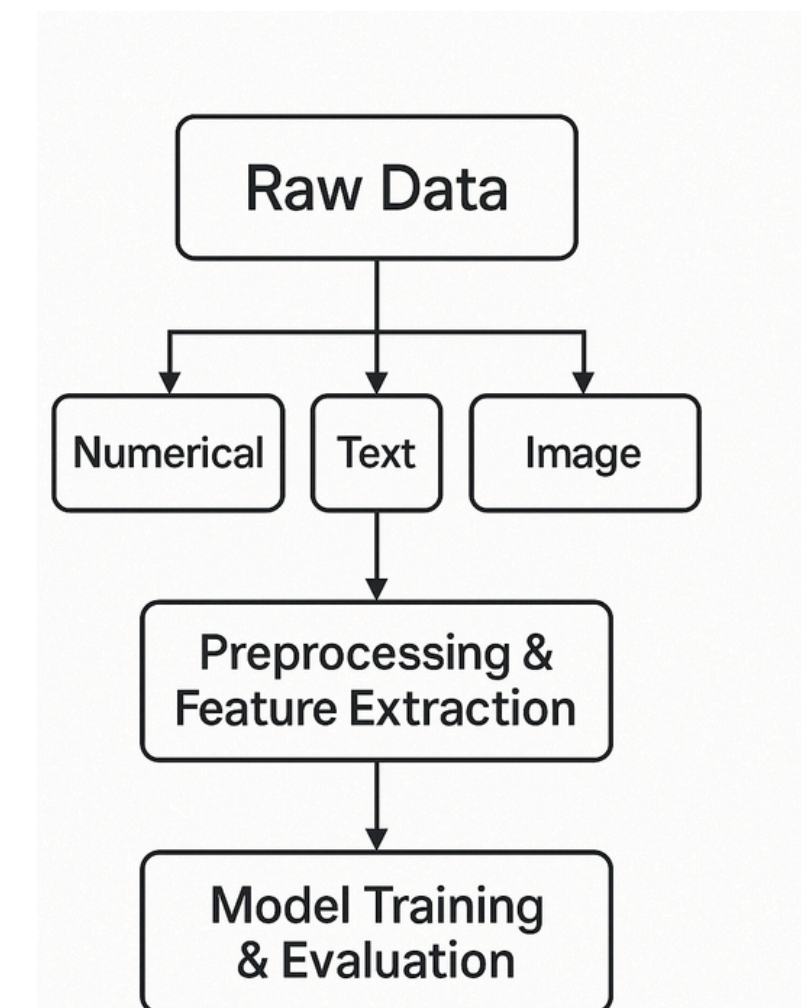 Raw Data
Numerical
Text
Image
Preprocessing &
Feature Extraction
Model Training
& Evaluation